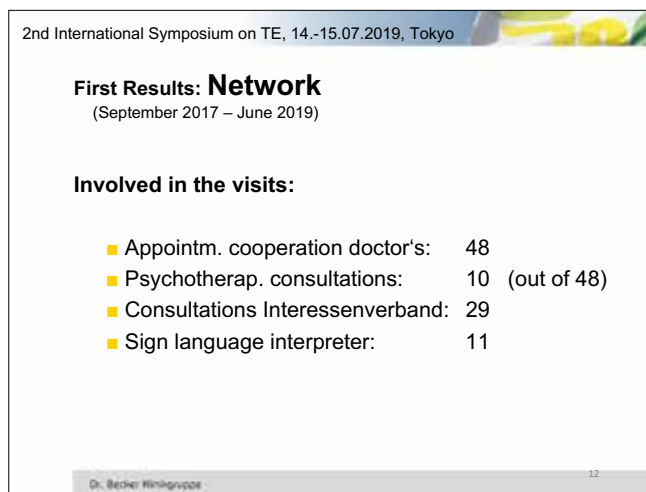 2nd International Symposium on TE, 14.-15.07.2019, Tokyo
First Results: Network
(September 2017 – June 2019)
Involved in the visits:
Appointm. cooperation doctor‘s: 48
Psychotherap. consultations: 10 (out of 48)
Consultations Interessenverband: 29
Sign language interpreter: 11
12
Dr. Becker Klinikgruppe